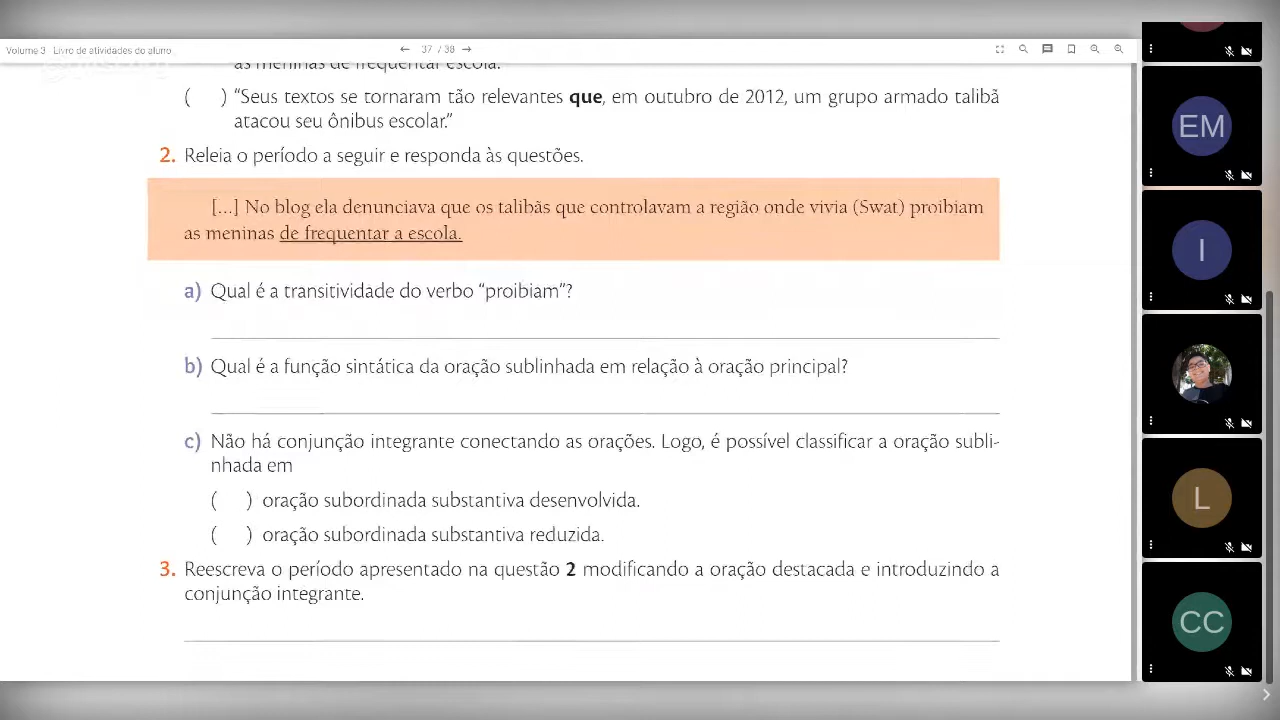 Volume 3 - Livro de atividades do aluno
37 / 38
as meninas de frequentar escola.
( ) “Seus textos se tornaram tão relevantes que, em outubro de 2012, um grupo armado talibã
atacou seu ônibus escolar.”
2. Releia o período a seguir e responda às questões.
[...] No blog ela denunciava que os talibãs que controlavam a região onde vivia (Swat) proibiam
as meninas de frequentar a escola.
a) Qual é a transitividade do verbo “proibiam”?
b) Qual é a função sintática da oração sublinhada em relação à oração principal?
c) Não há conjunção integrante conectando as orações. Logo, é possível classificar a oração subli-
nhada em
( ) oração subordinada substantiva desenvolvida.
( ) oração subordinada substantiva reduzida.
3. Reescreva o período apresentado na questão 2 modificando a oração destacada e introduzindo a
conjunção integrante.
EM
I
L
CC